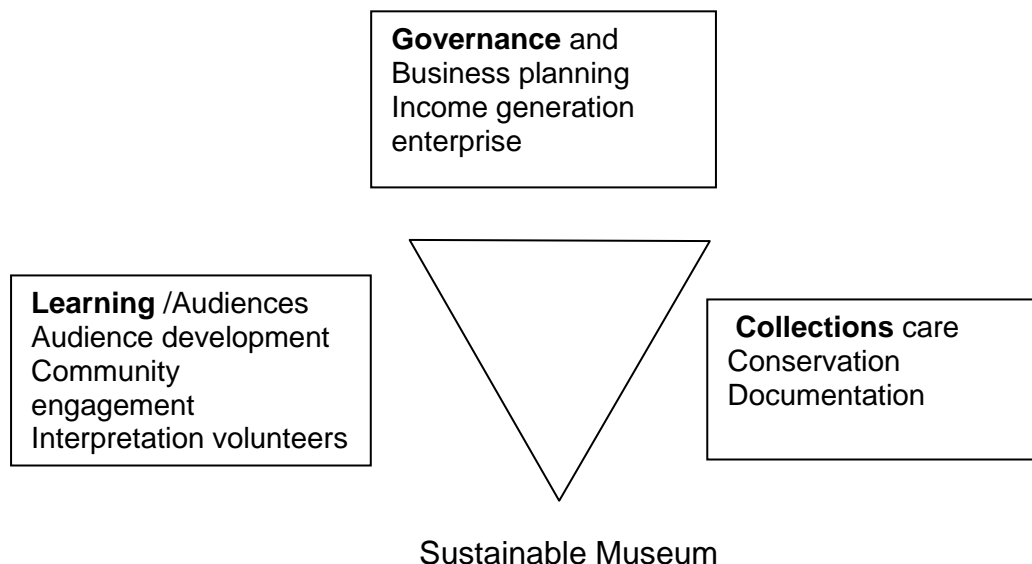 Governance and
Business planning
Income generation
enterprise
Learning /Audiences
Audience development
Community
engagement
Interpretation volunteers
Collections care
Conservation
Documentation
Sustainable Museum